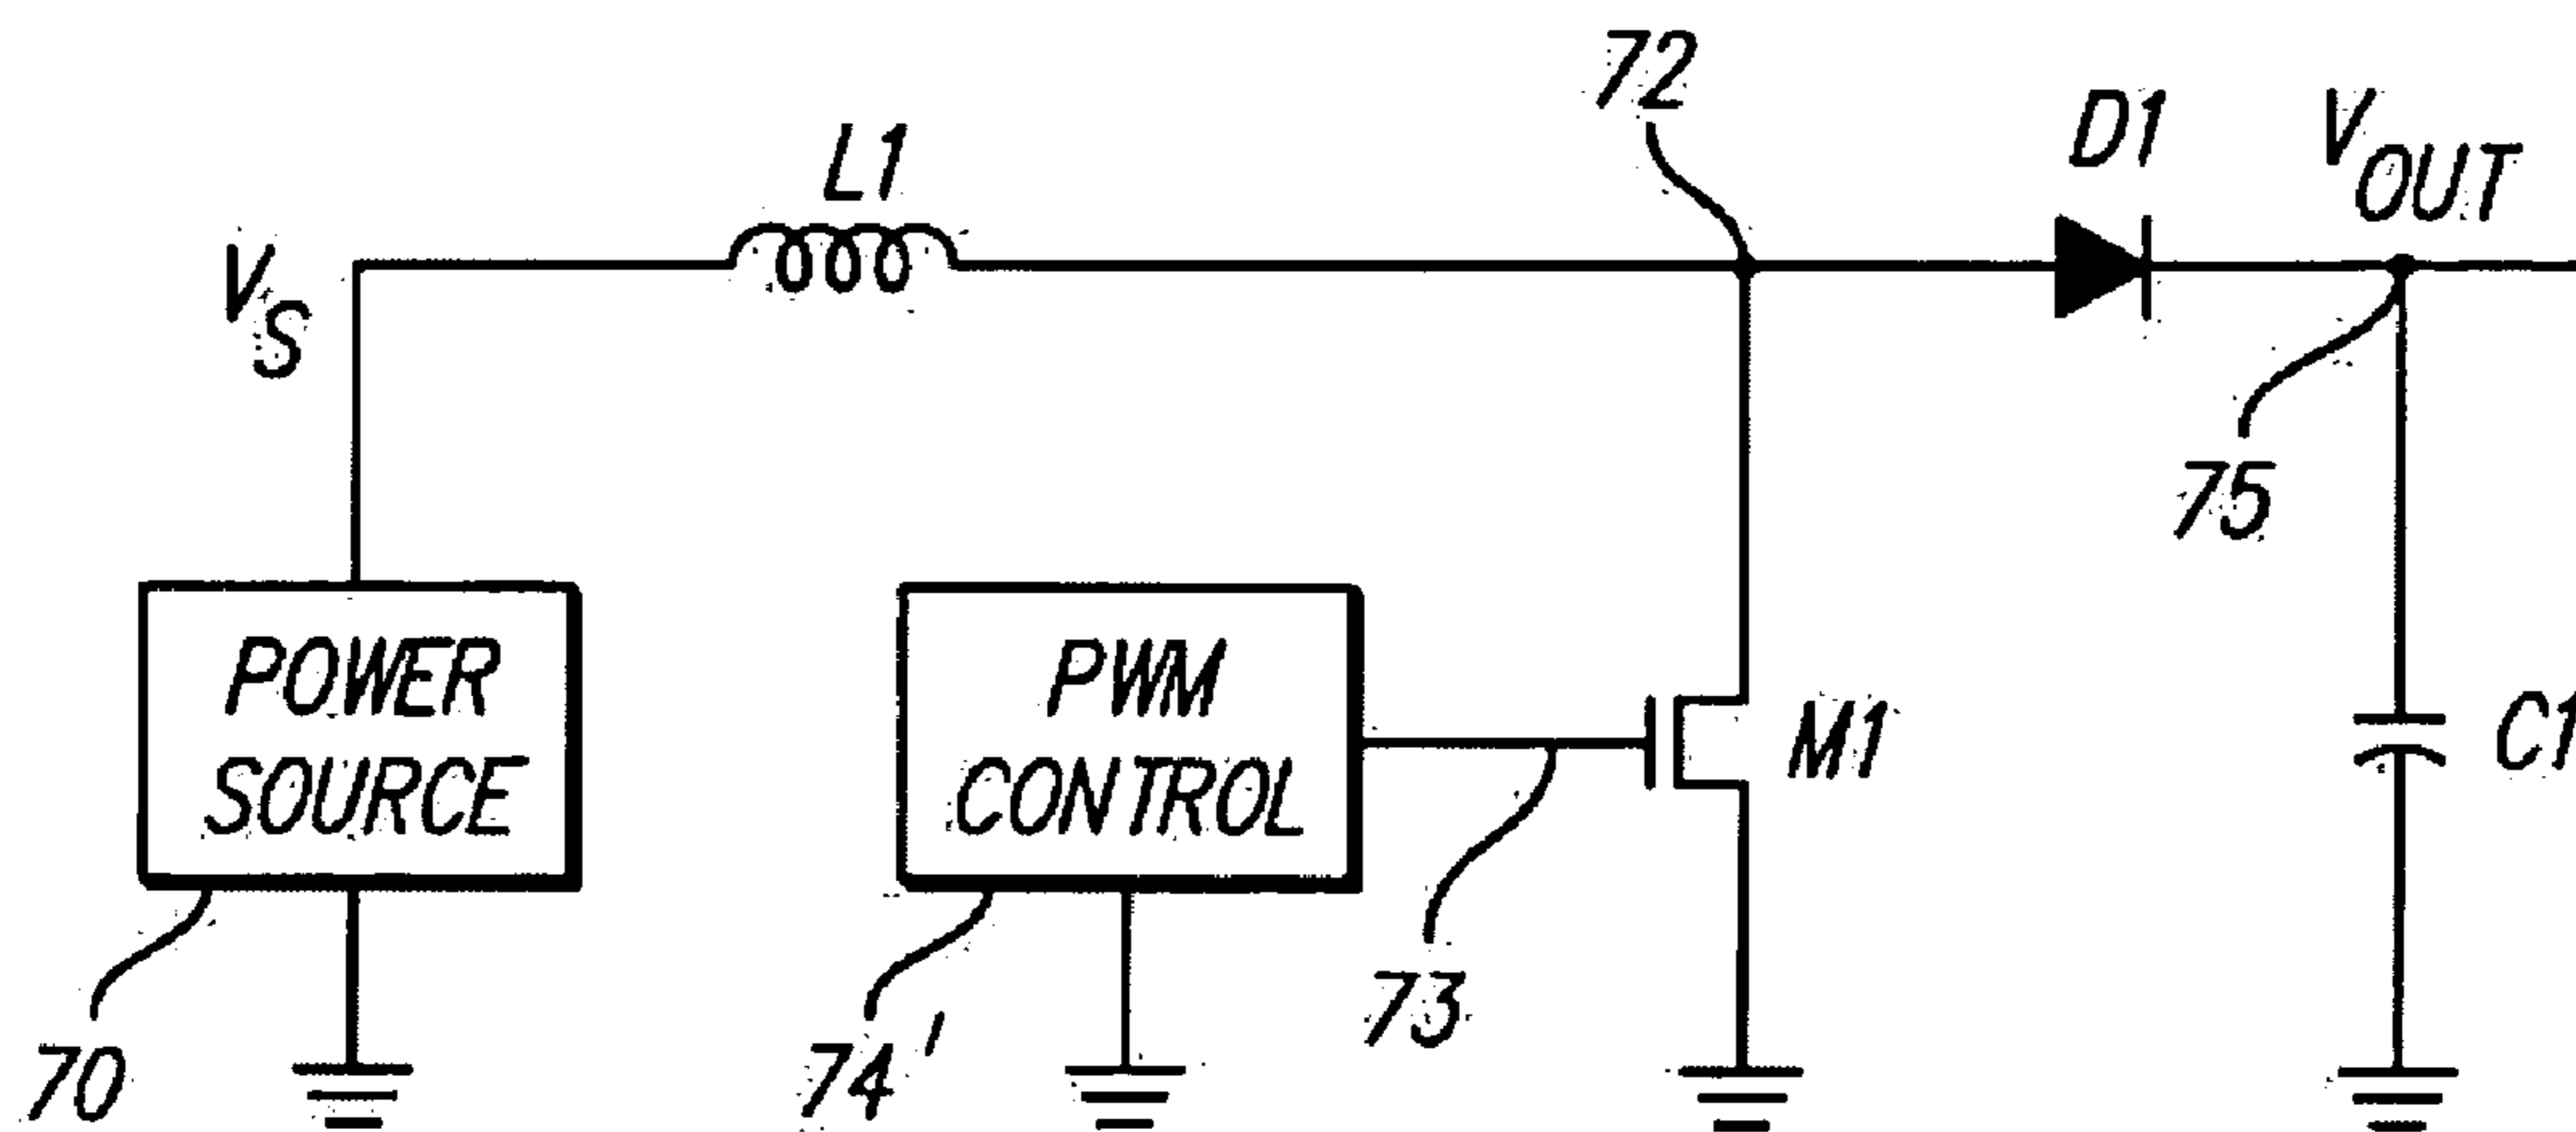 72
D1
V_OUT
L1
V_S
75
POWER
SOURCE
PWM
CONTROL
M1
C1
73
70
74'